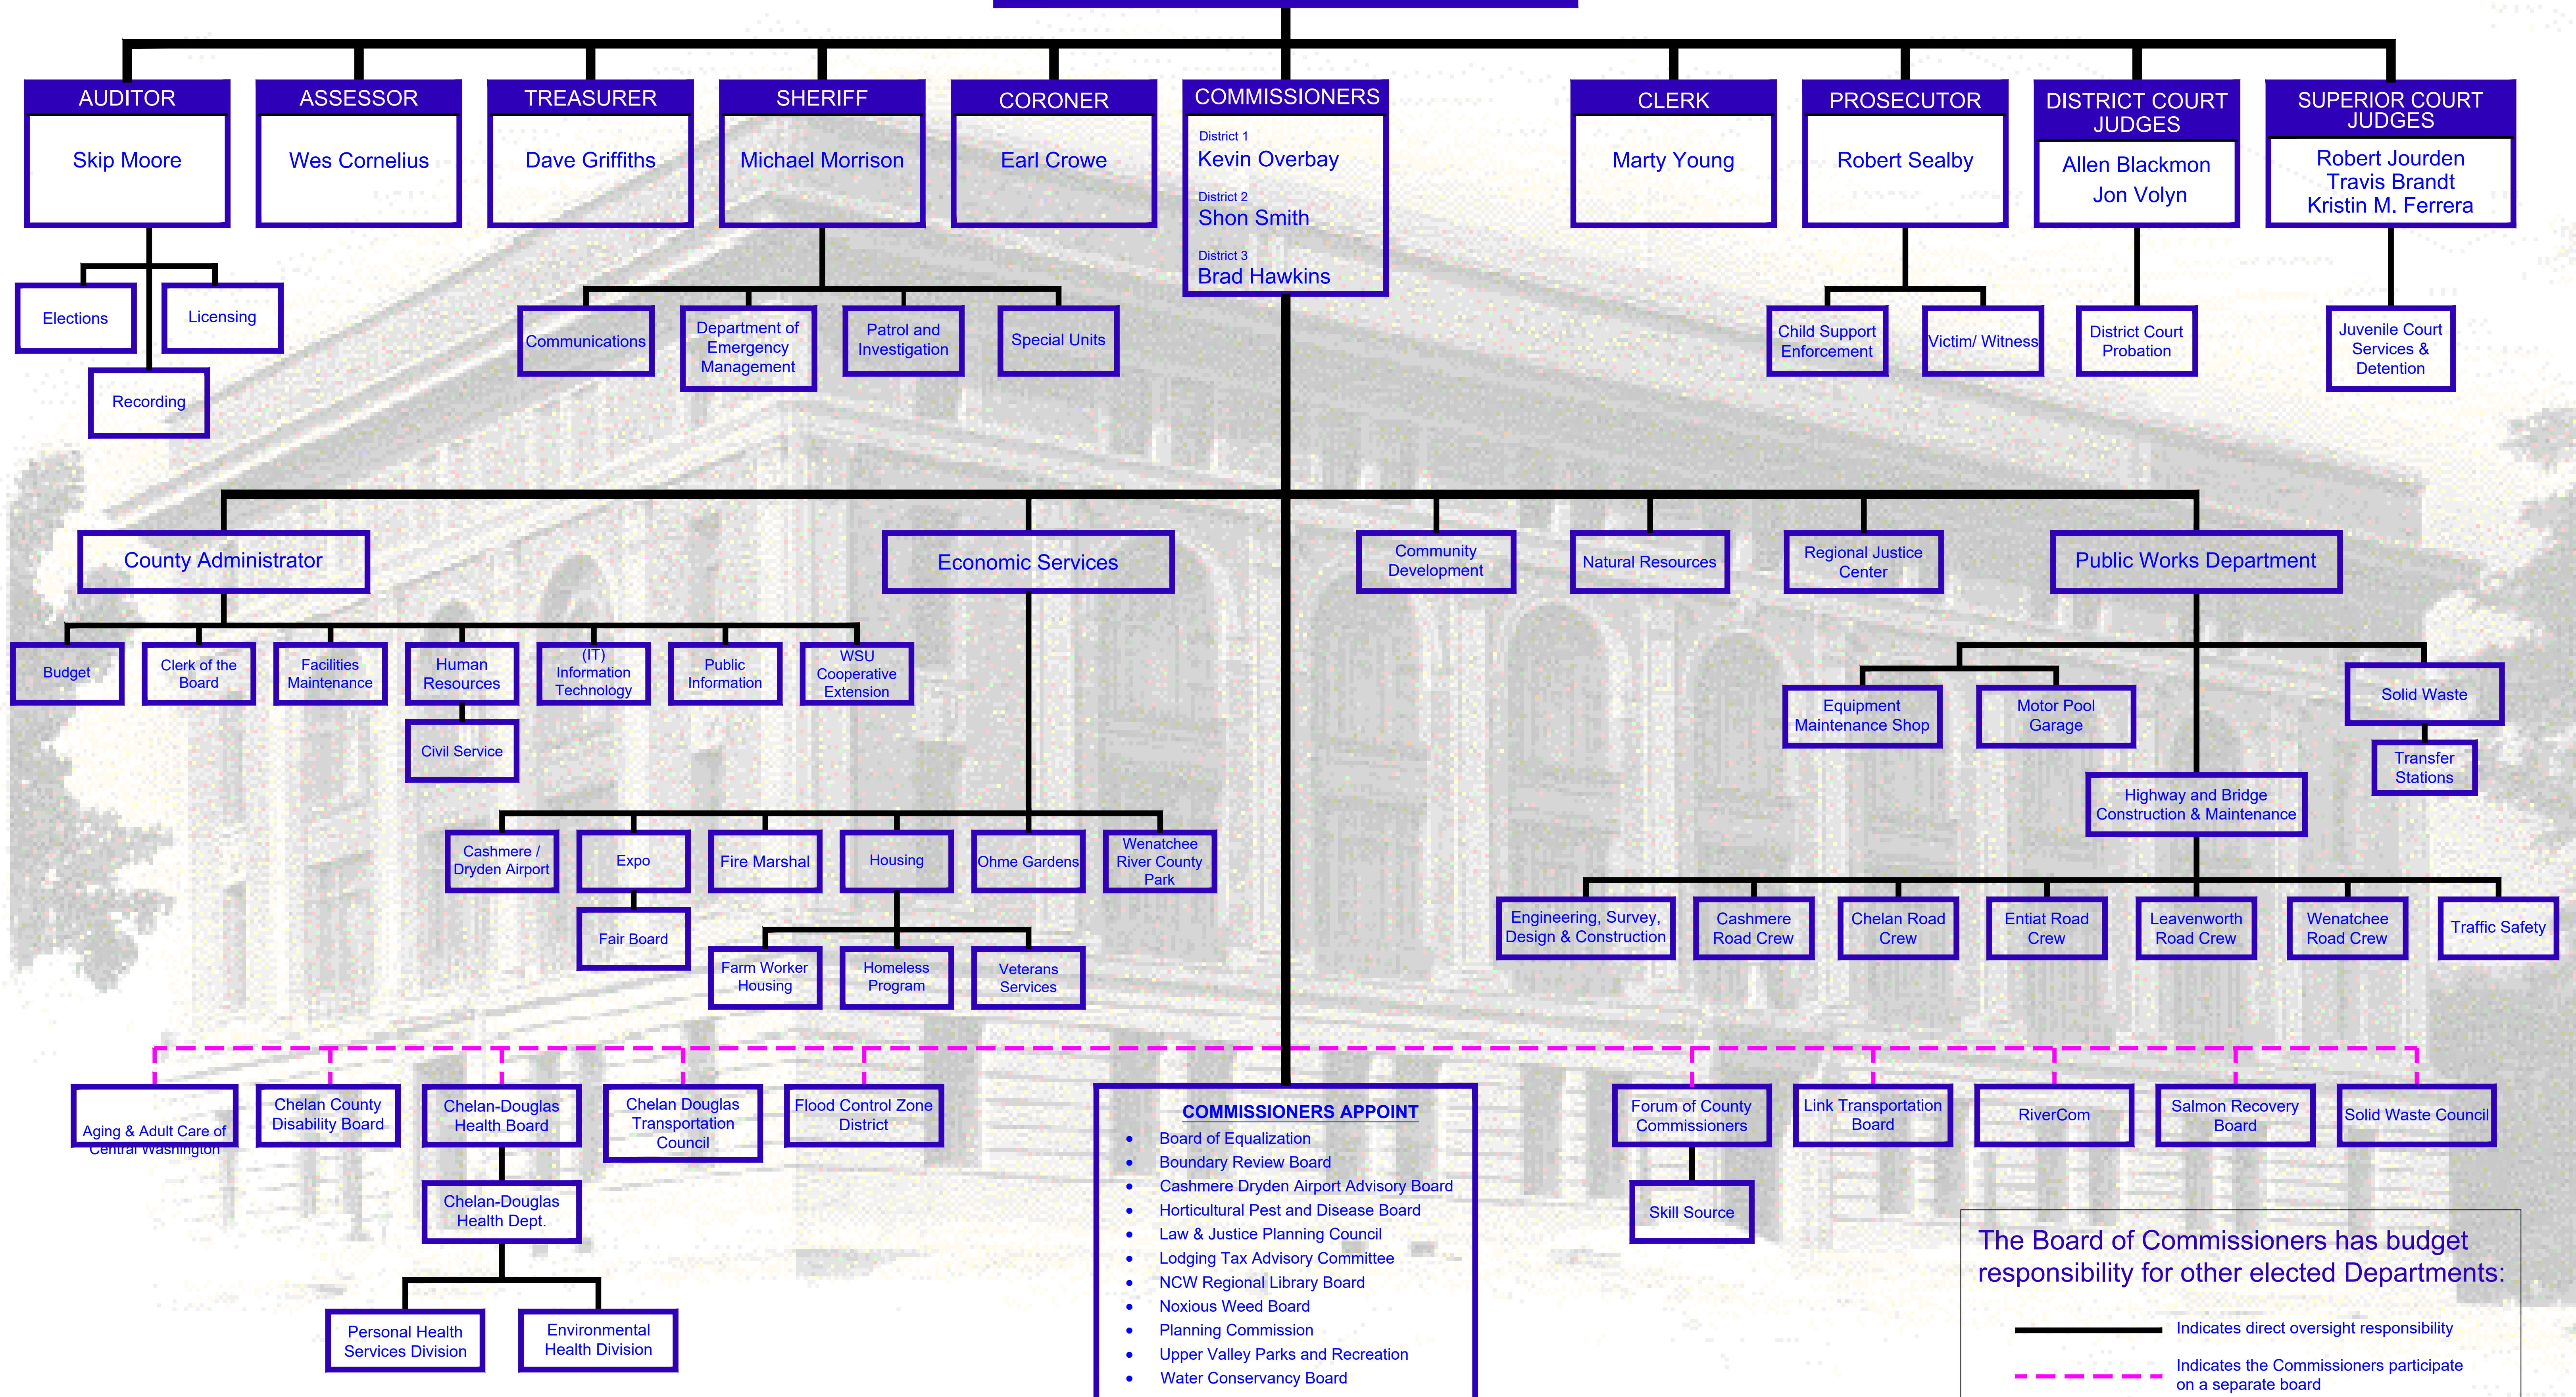 AUDITOR
Skip Moore
ASSESSOR
Wes Cornelius
TREASURER
Dave Griffiths
SHERIFF
Michael Morrison
CORONER
Earl Crowe
COMMISSIONERS
District 1
Kevin Overbay
District 2
Shon Smith
District 3
Brad Hawkins
CLERK
Marty Young
PROSECUTOR
Robert Sealby
DISTRICT COURT
JUDGES
Allen Blackmon
Jon Volyn
SUPERIOR COURT
JUDGES
Robert Jourden
Travis Brandt
Kristin M. Ferrera
Elections
Licensing
Recording
Communications
Department of
Emergency
Management
Patrol and
Investigation
Special Units
Child Support
Enforcement
Victim/ Witness
District Court
Probation
Juvenile Court
Services &
Detention
County Administrator
Economic Services
Community
Development
Natural Resources
Regional Justice
Center
Public Works Department
Budget
Clerk of the
Board
Facilities
Maintenance
Human
Resources
(IT)
Information
Technology
Public
Information
WSU
Cooperative
Extension
Civil Service
Equipment
Maintenance Shop
Motor Pool
Garage
Solid Waste
Transfer
Stations
Highway and Bridge
Construction & Maintenance
Cashmere /
Dryden Airport
Expo
Fire Marshal
Housing
Ohme Gardens
Wenatchee
River County
Park
Fair Board
Farm Worker
Housing
Homeless
Program
Veterans
Services
Engineering, Survey,
Design & Construction
Cashmere
Road Crew
Chelan Road
Crew
Entiat Road
Crew
Leavenworth
Road Crew
Wenatchee
Road Crew
Traffic Safety
Aging & Adult Care of
Central Washington
Chelan County
Disability Board
Chelan-Douglas
Health Board
Chelan Douglas
Transportation
Council
Flood Control Zone
District
Chelan-Douglas
Health Dept.
Personal Health
Services Division
Environmental
Health Division
COMMISSIONERS APPOINT
• Board of Equalization
• Boundary Review Board
• Cashmere Dryden Airport Advisory Board
• Horticultural Pest and Disease Board
• Law & Justice Planning Council
• Lodging Tax Advisory Committee
• NCW Regional Library Board
• Noxious Weed Board
• Planning Commission
• Upper Valley Parks and Recreation
• Water Conservancy Board
Forum of County
Commissioners
Link Transportation
Board
RiverCom
Salmon Recovery
Board
Solid Waste Council
Skill Source
The Board of Commissioners has budget
responsibility for other elected Departments:
Indicates direct oversight responsibility
Indicates the Commissioners participate
on a separate board